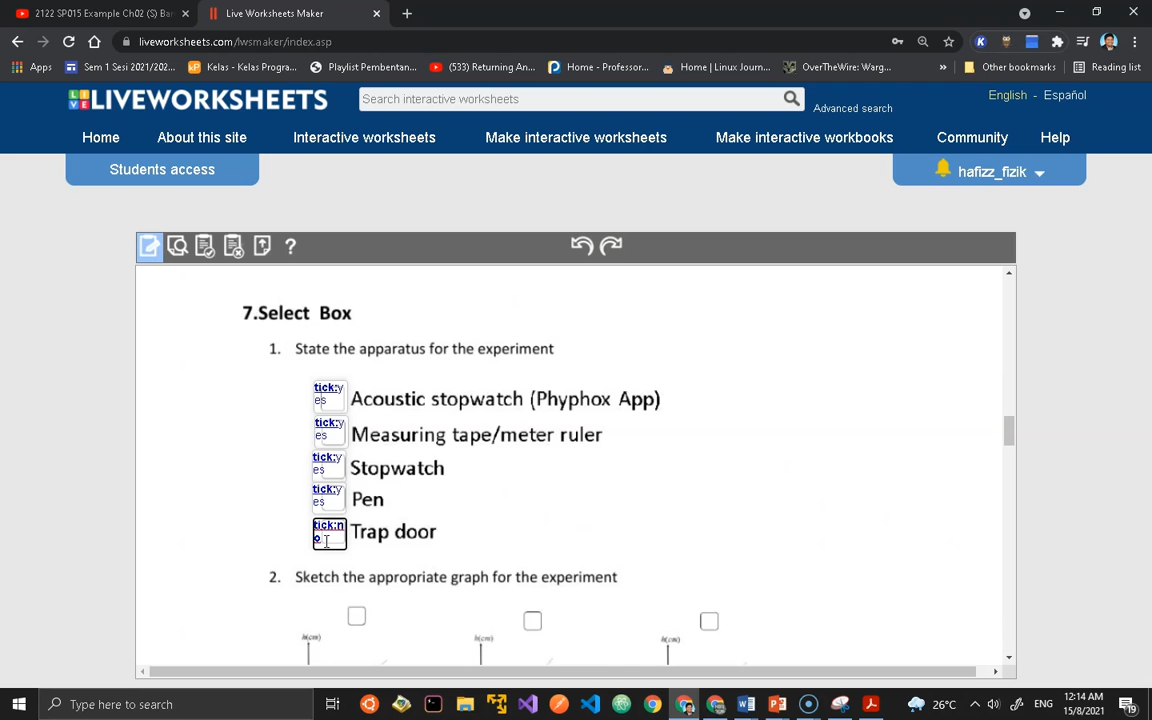 2122 SP015 Example Ch02 (S) Ba
Live Worksheets Maker
liveworksheets.com/lwsmaker/index.asp
Apps
Sem 1 Sesi 2021/202...
Kelas - Kelas Progra...
Playlist Pembentan...
(533) Returning An...
Home - Professor...
Home | Linux Journ...
OverTheWire: Warg...
»
Other bookmarks
Reading list
LIVEWORKSHEETS
Search interactive worksheets
Advanced search
English - Español
Home
About this site
Interactive worksheets
Make interactive worksheets
Make interactive workbooks
Community
Help
Students access
hafizz_fizik
?
7.Select Box
1. State the apparatus for the experiment
tick:yes Acoustic stopwatch (Phyphox App)
tick:yes Measuring tape/meter ruler
tick:yes Stopwatch
tick:yes Pen
tick:no Trap door
2. Sketch the appropriate graph for the experiment
h(cm) h(cm) h(cm)
Type here to search
26°C
ENG
12:14 AM
15/8/2021
19